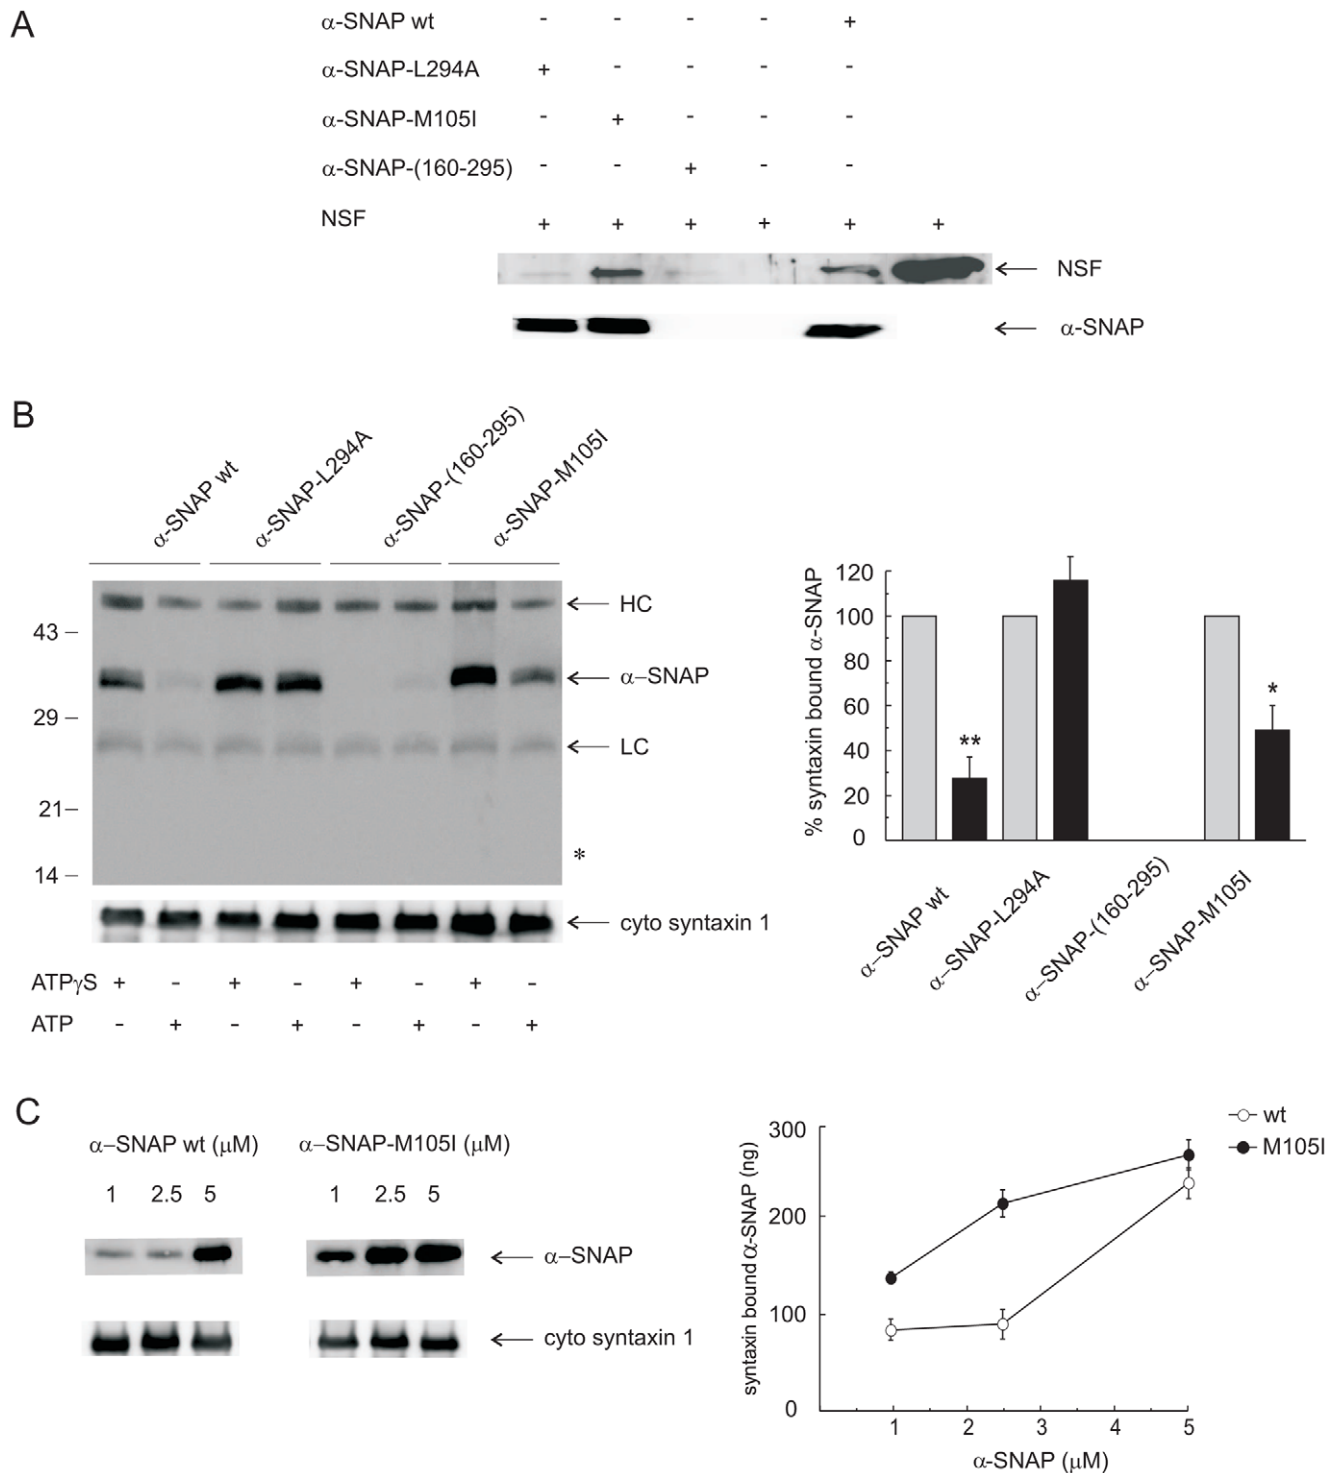 A
α-SNAP wt - - - - +
α-SNAP-L294A + - - - -
α-SNAP-M105I - + - - -
α-SNAP-(160-295) - - + - -
NSF + + + + + +
NSF
α-SNAP
B
α-SNAP wt
α-SNAP-L294A
α-SNAP-(160-295)
α-SNAP-M105I
HC
43
α–SNAP
29
LC
21
*
14
cyto syntaxin 1
ATPγS + - + - + - + -
ATP - + - + - + - +
% syntaxin bound α-SNAP
120
100
80
60
40
20
0
**
*
α–SNAP wt
α–SNAP-L294A
α–SNAP-(160-295)
α–SNAP-M105I
C
α–SNAP wt (μM) α–SNAP-M105I (μM)
1 2.5 5 1 2.5 5
α–SNAP
cyto syntaxin 1
wt
M105I
syntaxin bound α-SNAP (ng)
300
200
100
0
1 2 3 4 5
α-SNAP (μM)